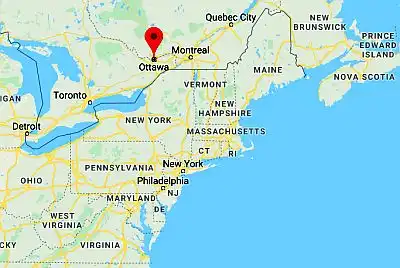 Quebec City
NEW
BRUNSWICK
PRINCE
EDWARD
ISLAND
Ottawa
Montreal
MAINE
NOVA SCOTIA
IGAN
Toronto
VERMONT
NEW
HAMPSHIRE
Detroit
NEW YORK
MASSACHUSETTS
CT
RI
OHIO
PENNSYLVANIA
New York
Philadelphia
NJ
MARYLAND
DE
WEST
VIRGINIA
CKY
VIRGINIA